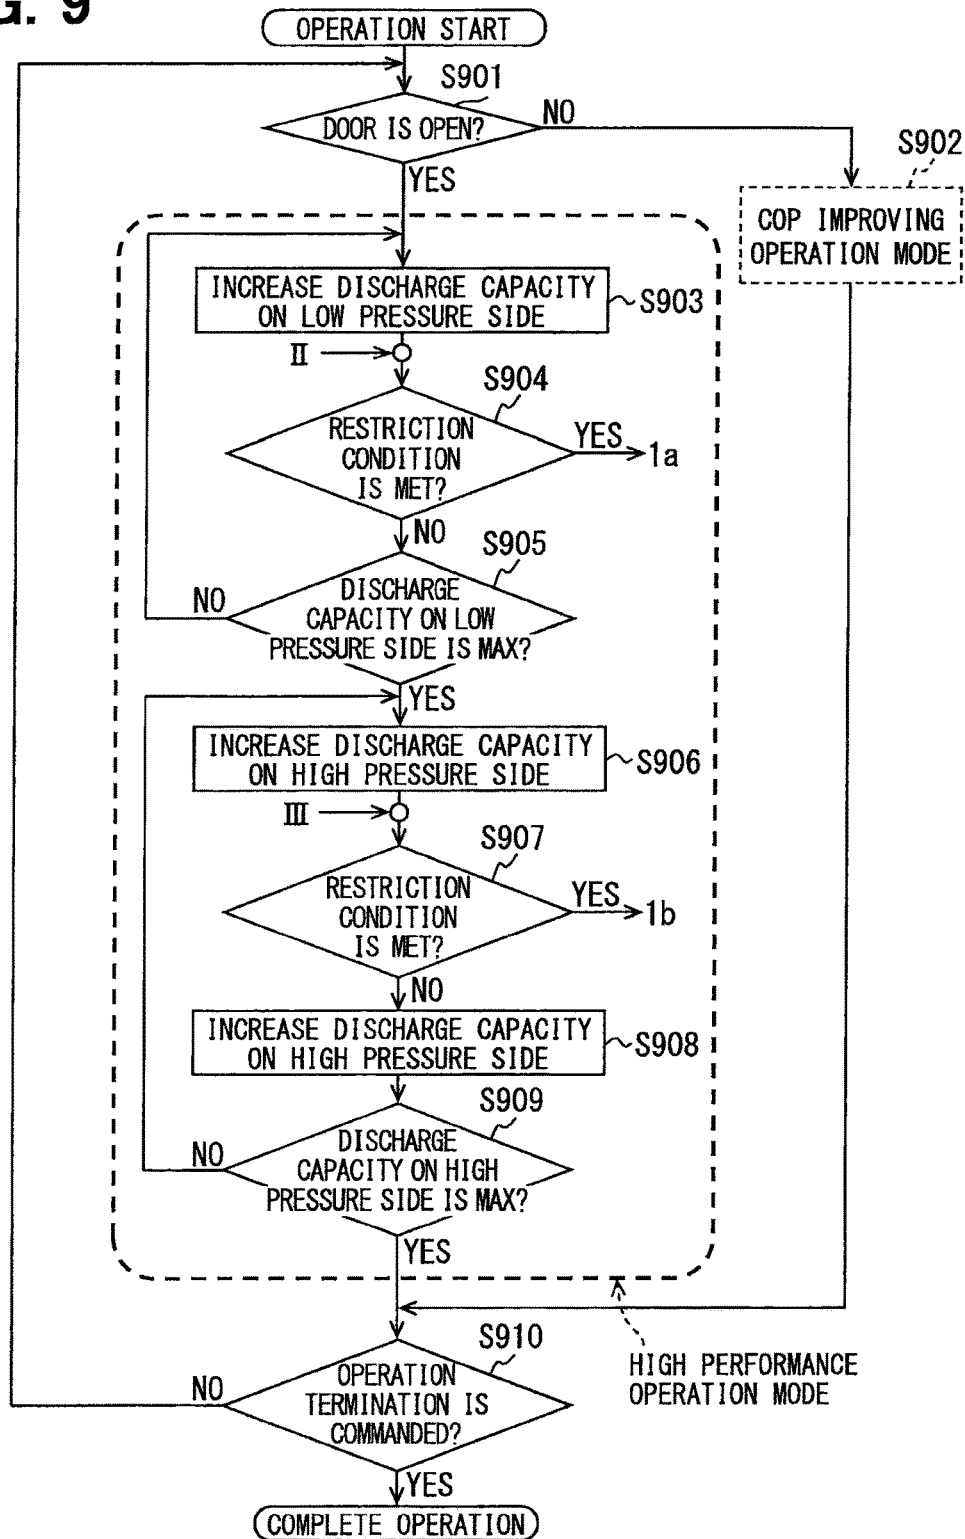 G. 9
OPERATION START
S901
DOOR IS OPEN?
NO
YES
S902
COP IMPROVING
OPERATION MODE
INCREASE DISCHARGE CAPACITY
ON LOW PRESSURE SIDE
S903
II
S904
RESTRICTION
CONDITION
IS MET?
YES
1a
NO
S905
DISCHARGE
CAPACITY ON LOW
PRESSURE SIDE IS MAX?
NO
YES
INCREASE DISCHARGE CAPACITY
ON HIGH PRESSURE SIDE
S906
III
S907
RESTRICTION
CONDITION
IS MET?
YES
1b
NO
INCREASE DISCHARGE CAPACITY
ON HIGH PRESSURE SIDE
S908
S909
DISCHARGE
CAPACITY ON HIGH
PRESSURE SIDE IS MAX?
NO
YES
S910
OPERATION
TERMINATION IS
COMMANDED?
NO
HIGH PERFORMANCE
OPERATION MODE
YES
COMPLETE OPERATION